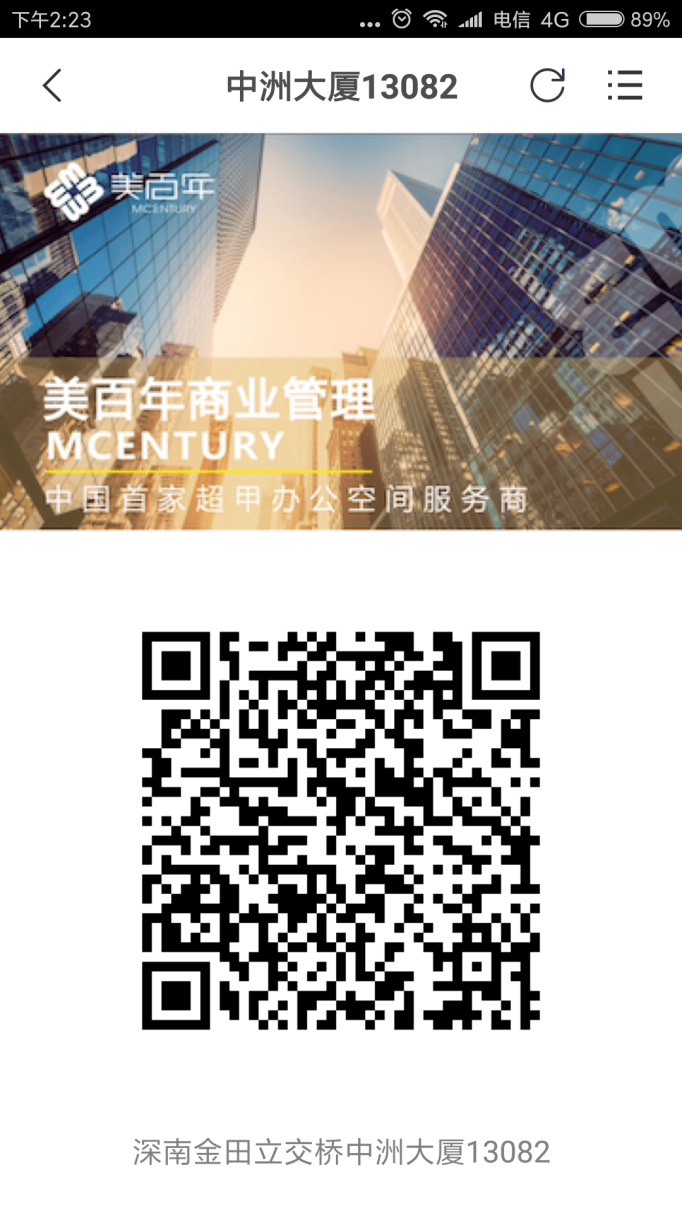 下午2:23
... 电信 4G 89%
中洲大厦13082
美百年
MCENTURY
美百年商业管理
MCENTURY
中国首家超甲办公空间服务商
深南金田立交桥中洲大厦13082